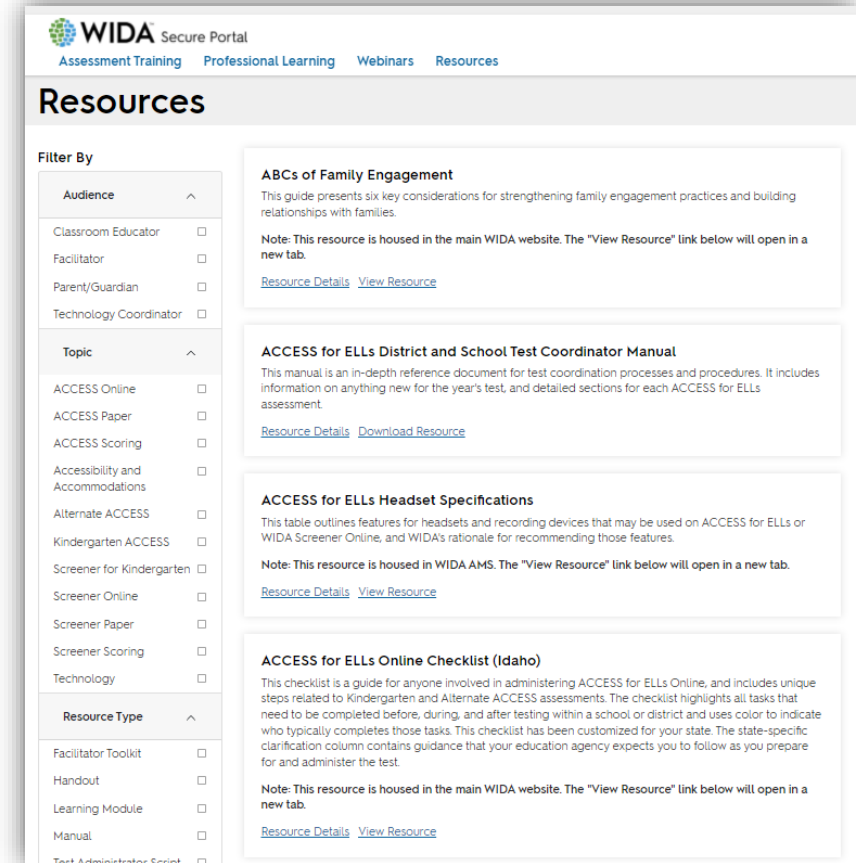 WIDA Secure Portal
Assessment Training Professional Learning Webinars Resources
Resources
Filter By
Audience
Classroom Educator
Facilitator
Parent/Guardian
Technology Coordinator
Topic
ACCESS Online
ACCESS Paper
ACCESS Scoring
Accessibility and
Accommodations
Alternate ACCESS
Kindergarten ACCESS
Screener for Kindergarten
Screener Online
Screener Paper
Screener Scoring
Technology
Resource Type
Facilitator Toolkit
Handout
Learning Module
Manual
Test Administrator Script
ABCs of Family Engagement
This guide presents six key considerations for strengthening family engagement practices and building
relationships with families.
Note: This resource is housed in the main WIDA website. The "View Resource" link below will open in a
new tab.
Resource Details View Resource
ACCESS for ELLs District and School Test Coordinator Manual
This manual is an in-depth reference document for test coordination processes and procedures. It includes
information on anything new for the year's test, and detailed sections for each ACCESS for ELLs
assessment.
Resource Details Download Resource
ACCESS for ELLs Headset Specifications
This table outlines features for headsets and recording devices that may be used on ACCESS for ELLs or
WIDA Screener Online, and WIDA's rationale for recommending those features.
Note: This resource is housed in WIDA AMS. The "View Resource" link below will open in a new tab.
Resource Details View Resource
ACCESS for ELLs Online Checklist (Idaho)
This checklist is a guide for anyone involved in administering ACCESS for ELLs Online, and includes unique
steps related to Kindergarten and Alternate ACCESS assessments. The checklist highlights all tasks that
need to be completed before, during, and after testing within a school or district and uses color to indicate
who typically completes those tasks. This checklist has been customized for your state. The state-specific
clarification column contains guidance that your education agency expects you to follow as you prepare
for and administer the test.
Note: This resource is housed in the main WIDA website. The "View Resource" link below will open in a
new tab.
Resource Details View Resource